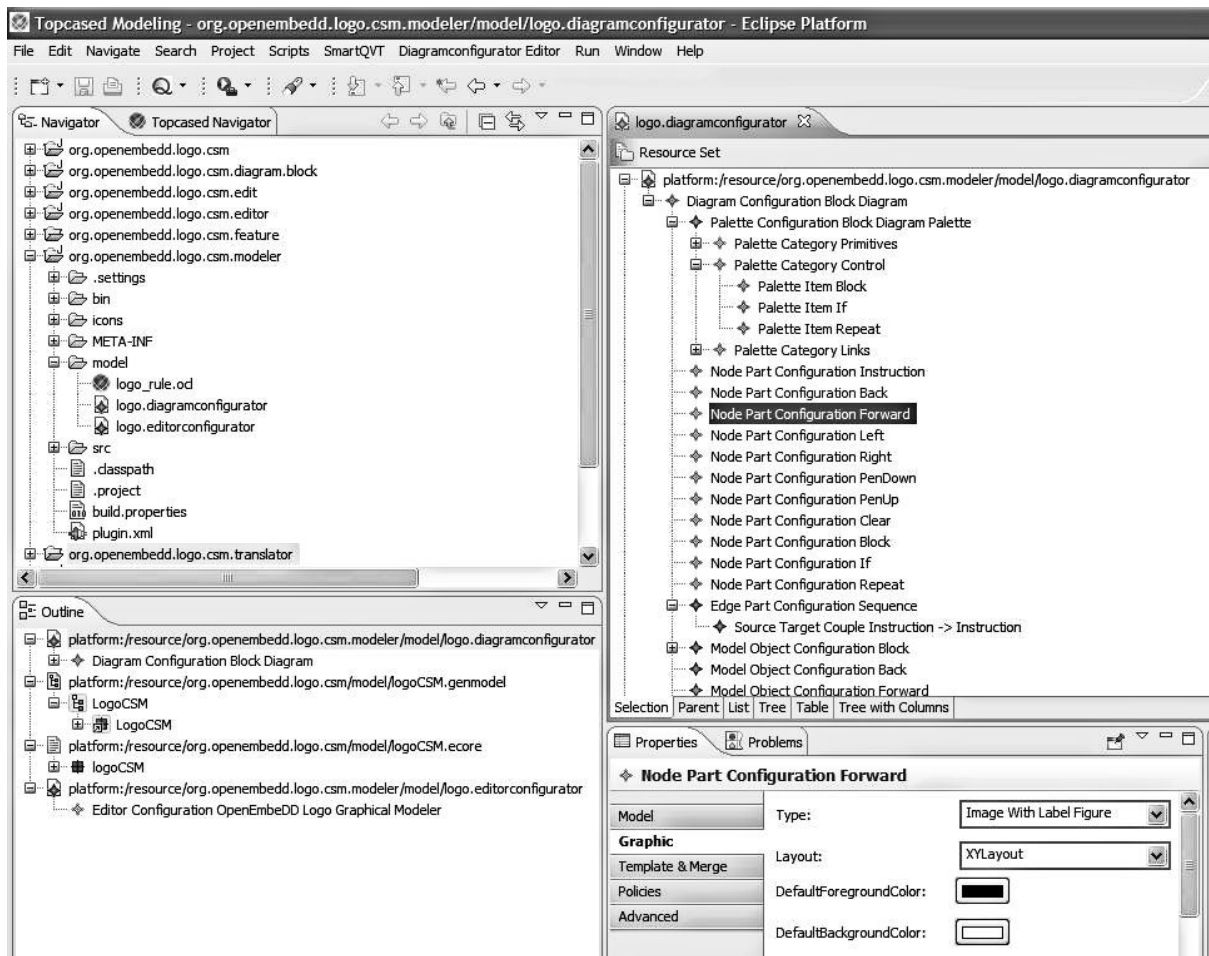 Topcased Modeling - org.openembedd.logo.csm.modeler/model/logo.diagramconfigurator - Eclipse Platform
File Edit Navigate Search Project Scripts SmartQVT Diagramconfigurator Editor Run Window Help
Navigator Topcased Navigator
org.openembedd.logo.csm
org.openembedd.logo.csm.diagram.block
org.openembedd.logo.csm.edit
org.openembedd.logo.csm.editor
org.openembedd.logo.csm.feature
org.openembedd.logo.csm.modeler
.settings
bin
icons
META-INF
model
logo_rule.ocl
logo.diagramconfigurator
logo.editorconfigurator
src
.classpath
.project
build.properties
plugin.xml
org.openembedd.logo.csm.translator
Outline
platform:/resource/org.openembedd.logo.csm.modeler/model/logo.diagramconfigurator
Diagram Configuration Block Diagram
platform:/resource/org.openembedd.logo.csm/model/logoCSM.genmodel
LogoCSM
LogoCSM
platform:/resource/org.openembedd.logo.csm/model/logoCSM.ecore
logoCSM
platform:/resource/org.openembedd.logo.csm.modeler/model/logo.editorconfigurator
Editor Configuration OpenEmbeDD Logo Graphical Modeler
logo.diagramconfigurator
Resource Set
platform:/resource/org.openembedd.logo.csm.modeler/model/logo.diagramconfigurator
Diagram Configuration Block Diagram
Palette Configuration Block Diagram Palette
Palette Category Primitives
Palette Category Control
Palette Item Block
Palette Item If
Palette Item Repeat
Palette Category Links
Node Part Configuration Instruction
Node Part Configuration Back
Node Part Configuration Forward
Node Part Configuration Left
Node Part Configuration Right
Node Part Configuration PenDown
Node Part Configuration PenUp
Node Part Configuration Clear
Node Part Configuration Block
Node Part Configuration If
Node Part Configuration Repeat
Edge Part Configuration Sequence
Source Target Couple Instruction -> Instruction
Model Object Configuration Block
Model Object Configuration Back
Model Object Configuration Forward
Selection Parent List Tree Table Tree with Columns
Properties Problems
Node Part Configuration Forward
Model
Graphic
Template & Merge
Policies
Advanced
Type: Image With Label Figure
Layout: XYLayout
DefaultForegroundColor:
DefaultBackgroundColor: